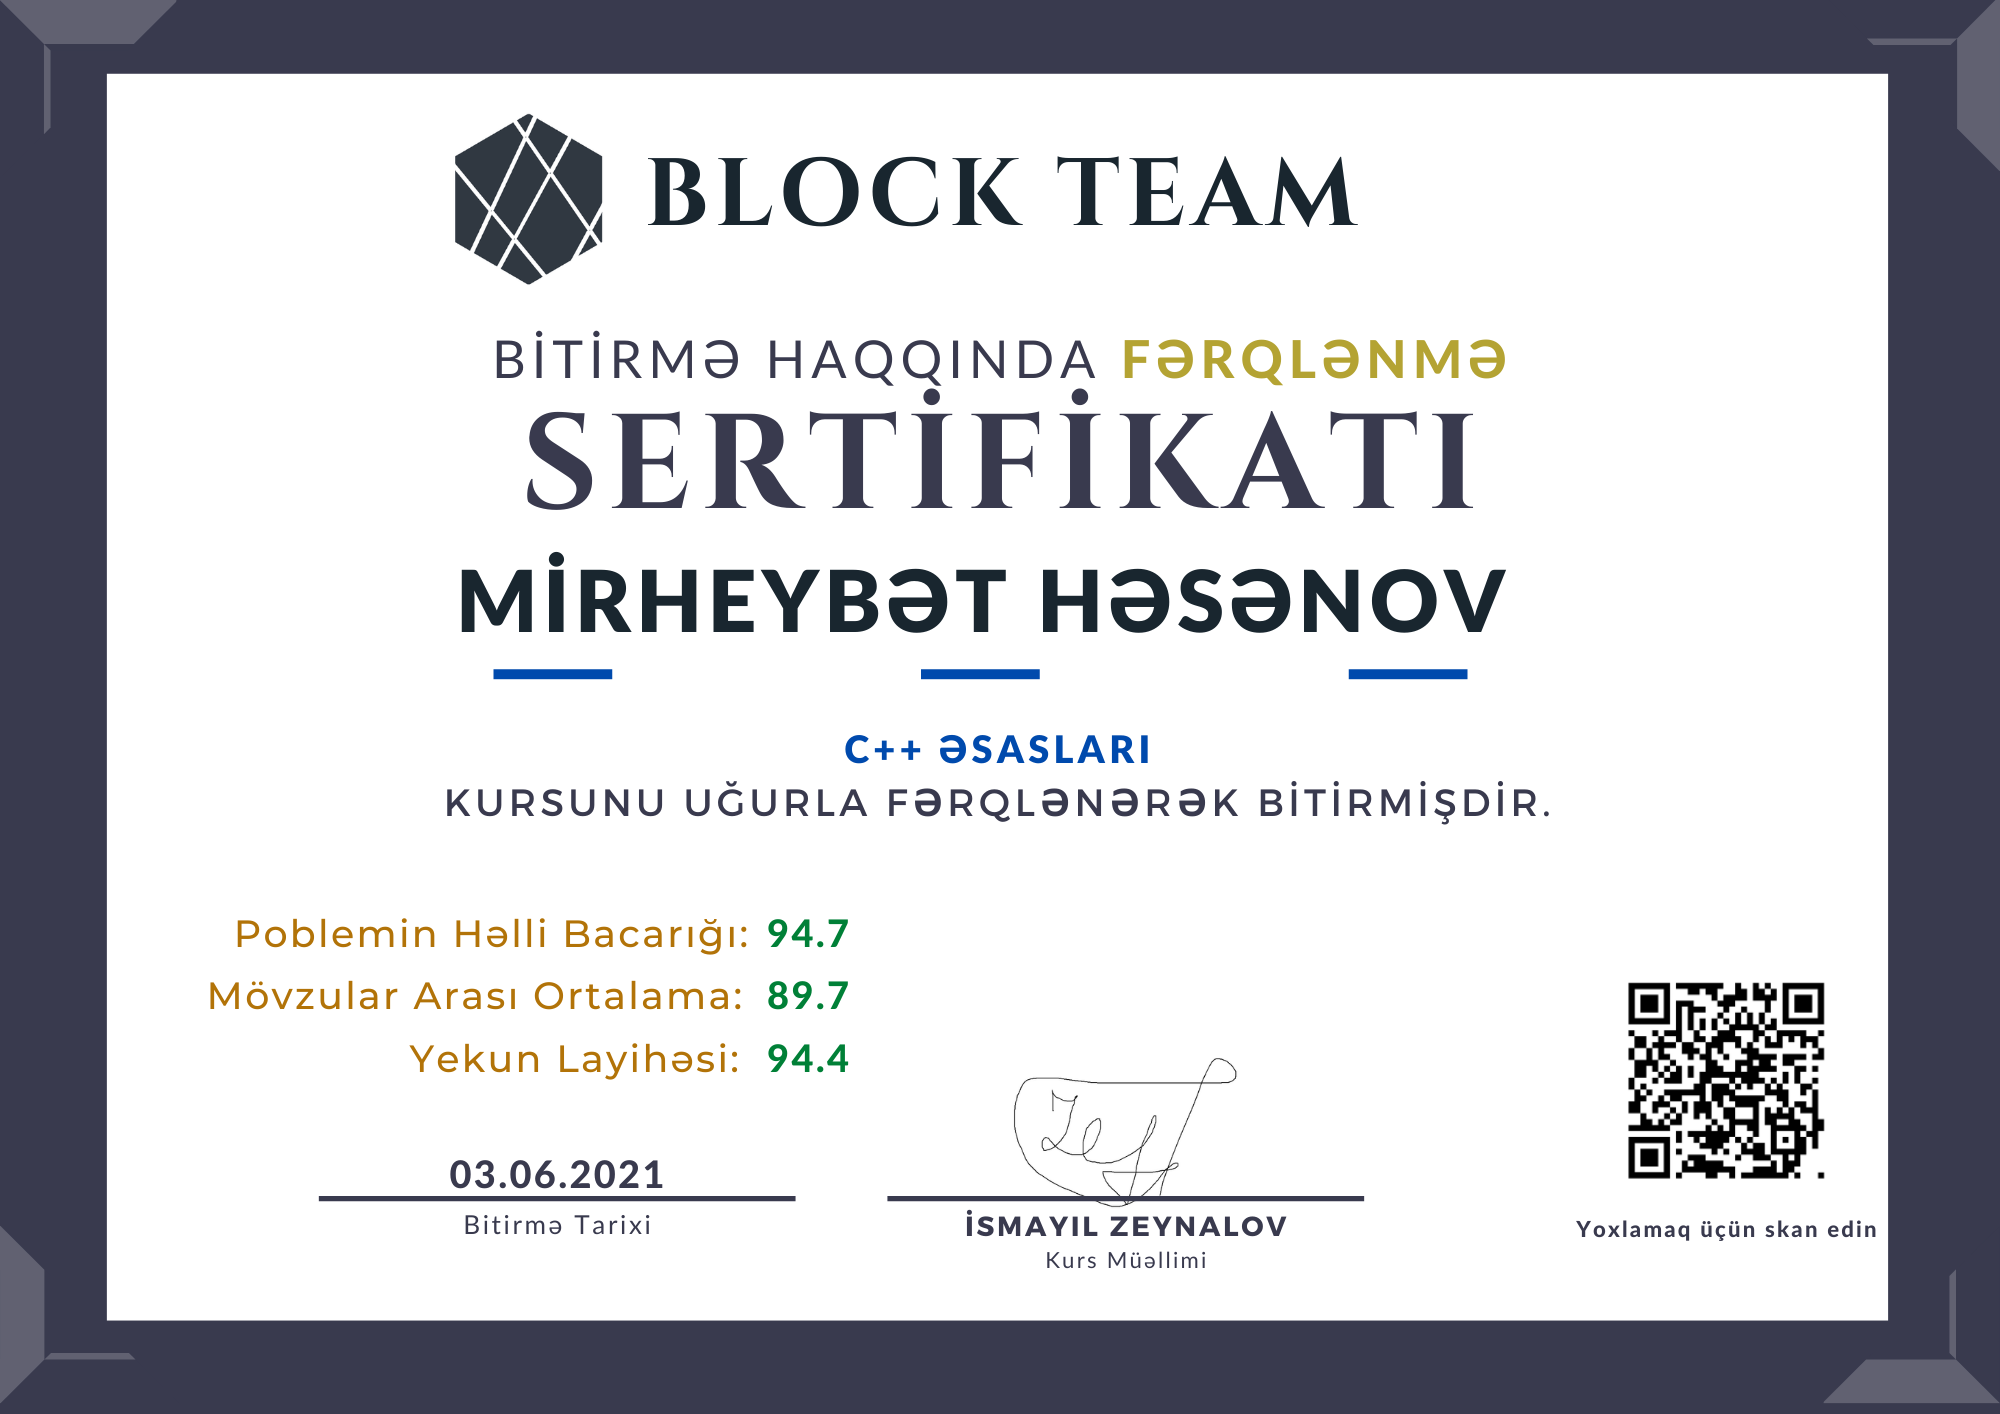 BLOCK TEAM
BİTİRMƏ HAQQINDA FƏRQLƏNMƏ
SERTİFİKATI
MİRHEYBƏT HƏSƏNOV
C++ ƏSASLARI
KURSUNU UĞURLA FƏRQLƏNƏRƏK BİTİRMİŞDİR.
Poblemin Həlli Bacarığı: 94.7
Mövzular Arası Ortalama: 89.7
Yekun Layihəsi: 94.4
03.06.2021
Bitirmə Tarixi
İSMAYIL ZEYNALOV
Kurs Müəllimi
Yoxlamaq üçün skan edin